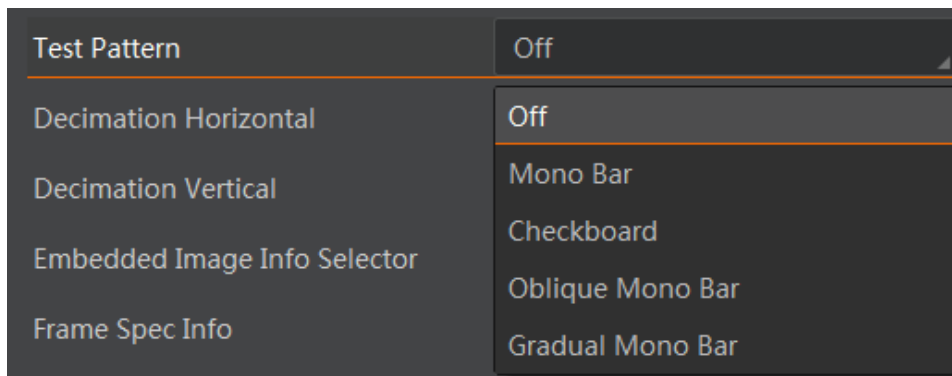 Test Pattern
Off
Decimation Horizontal
Off
Decimation Vertical
Mono Bar
Checkboard
Embedded Image Info Selector
Oblique Mono Bar
Frame Spec Info
Gradual Mono Bar